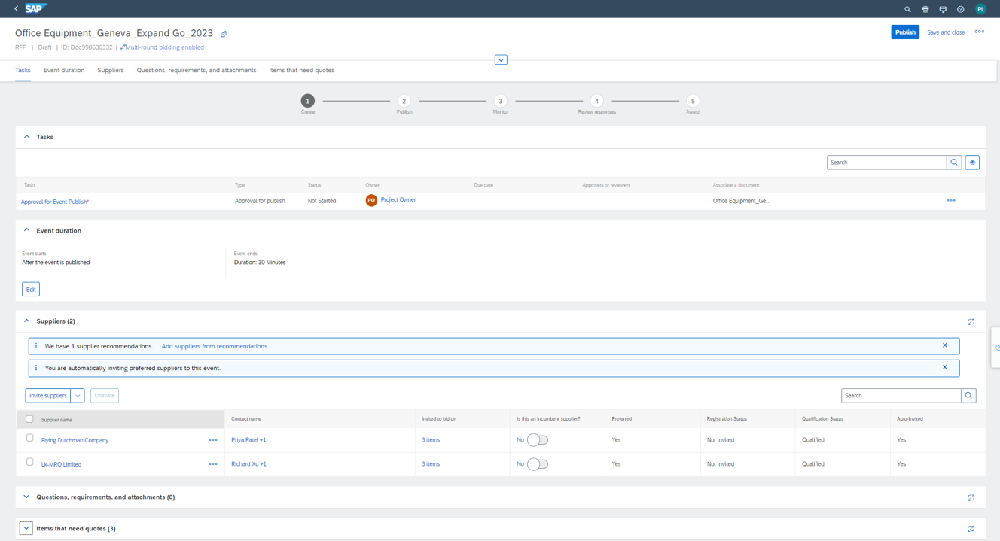 SAP
PL
Office Equipment_Geneva_Expand Go_2023
Publish
Save and close
RFP | Draft | ID: Doc998636332 | Multi-round bidding enabled
Tasks Event duration Suppliers Questions, requirements, and attachments Items that need quotes
1 2 3 4 5
Create Publish Monitor Review responses Award
Tasks
Search
Tasks Type Status Owner Due date Approvers or reviewers Associate a document
Approval for Event Publish* Approval for publish Not Started PO Project Owner Office Equipment_Ge...
Event duration
Event starts Event ends
After the event is published Duration: 30 Minutes
Edit
Suppliers (2)
We have 1 supplier recommendations. Add suppliers from recommendations
You are automatically inviting preferred suppliers to this event.
Invite suppliers Uninvite Search
Supplier name Contact name Invited to bid on Is this an incumbent supplier? Preferred Registration Status Qualification Status Auto-Invited
Flying Dutchman Company Priya Patel +1 3 items No Yes Not Invited Qualified Yes
Lk-MRO Limited Richard Xu +1 3 items No Yes Not Invited Qualified Yes
Questions, requirements, and attachments (0)
Items that need quotes (3)